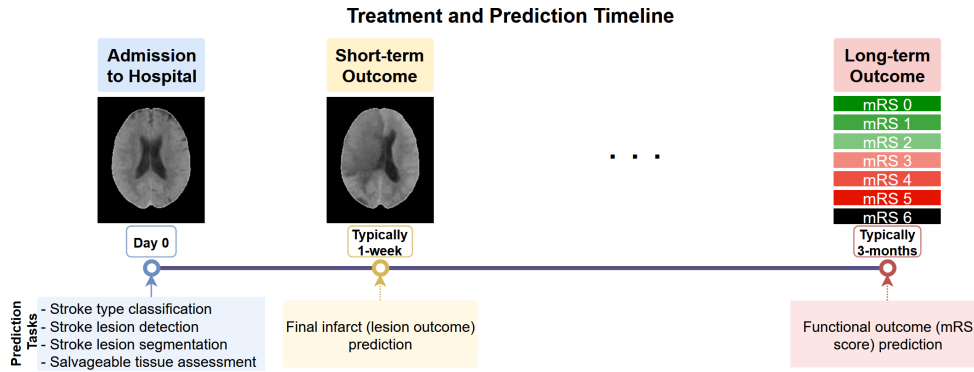 Treatment and Prediction Timeline
Admission
to Hospital
Short-term
Outcome
Long-term
Outcome
mRS 0
mRS 1
mRS 2
mRS 3
mRS 4
mRS 5
mRS 6
. . .
Day 0
Typically
1-week
Typically
3-months
Prediction
Tasks
- Stroke type classification
- Stroke lesion detection
- Stroke lesion segmentation
- Salvageable tissue assessment
Final infarct (lesion outcome)
prediction
Functional outcome (mRS
score) prediction